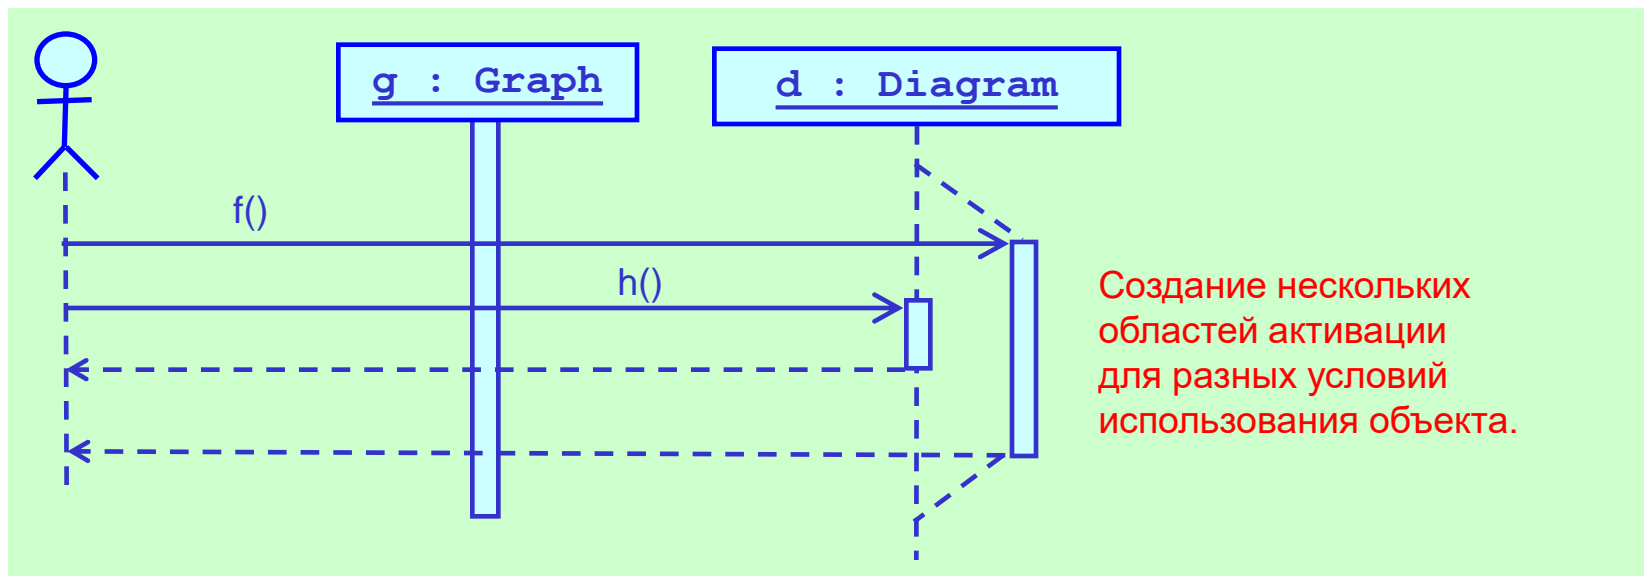 g : Graph
d : Diagram
f()
h()
Создание нескольких
областей активации
для разных условий
использования объекта.